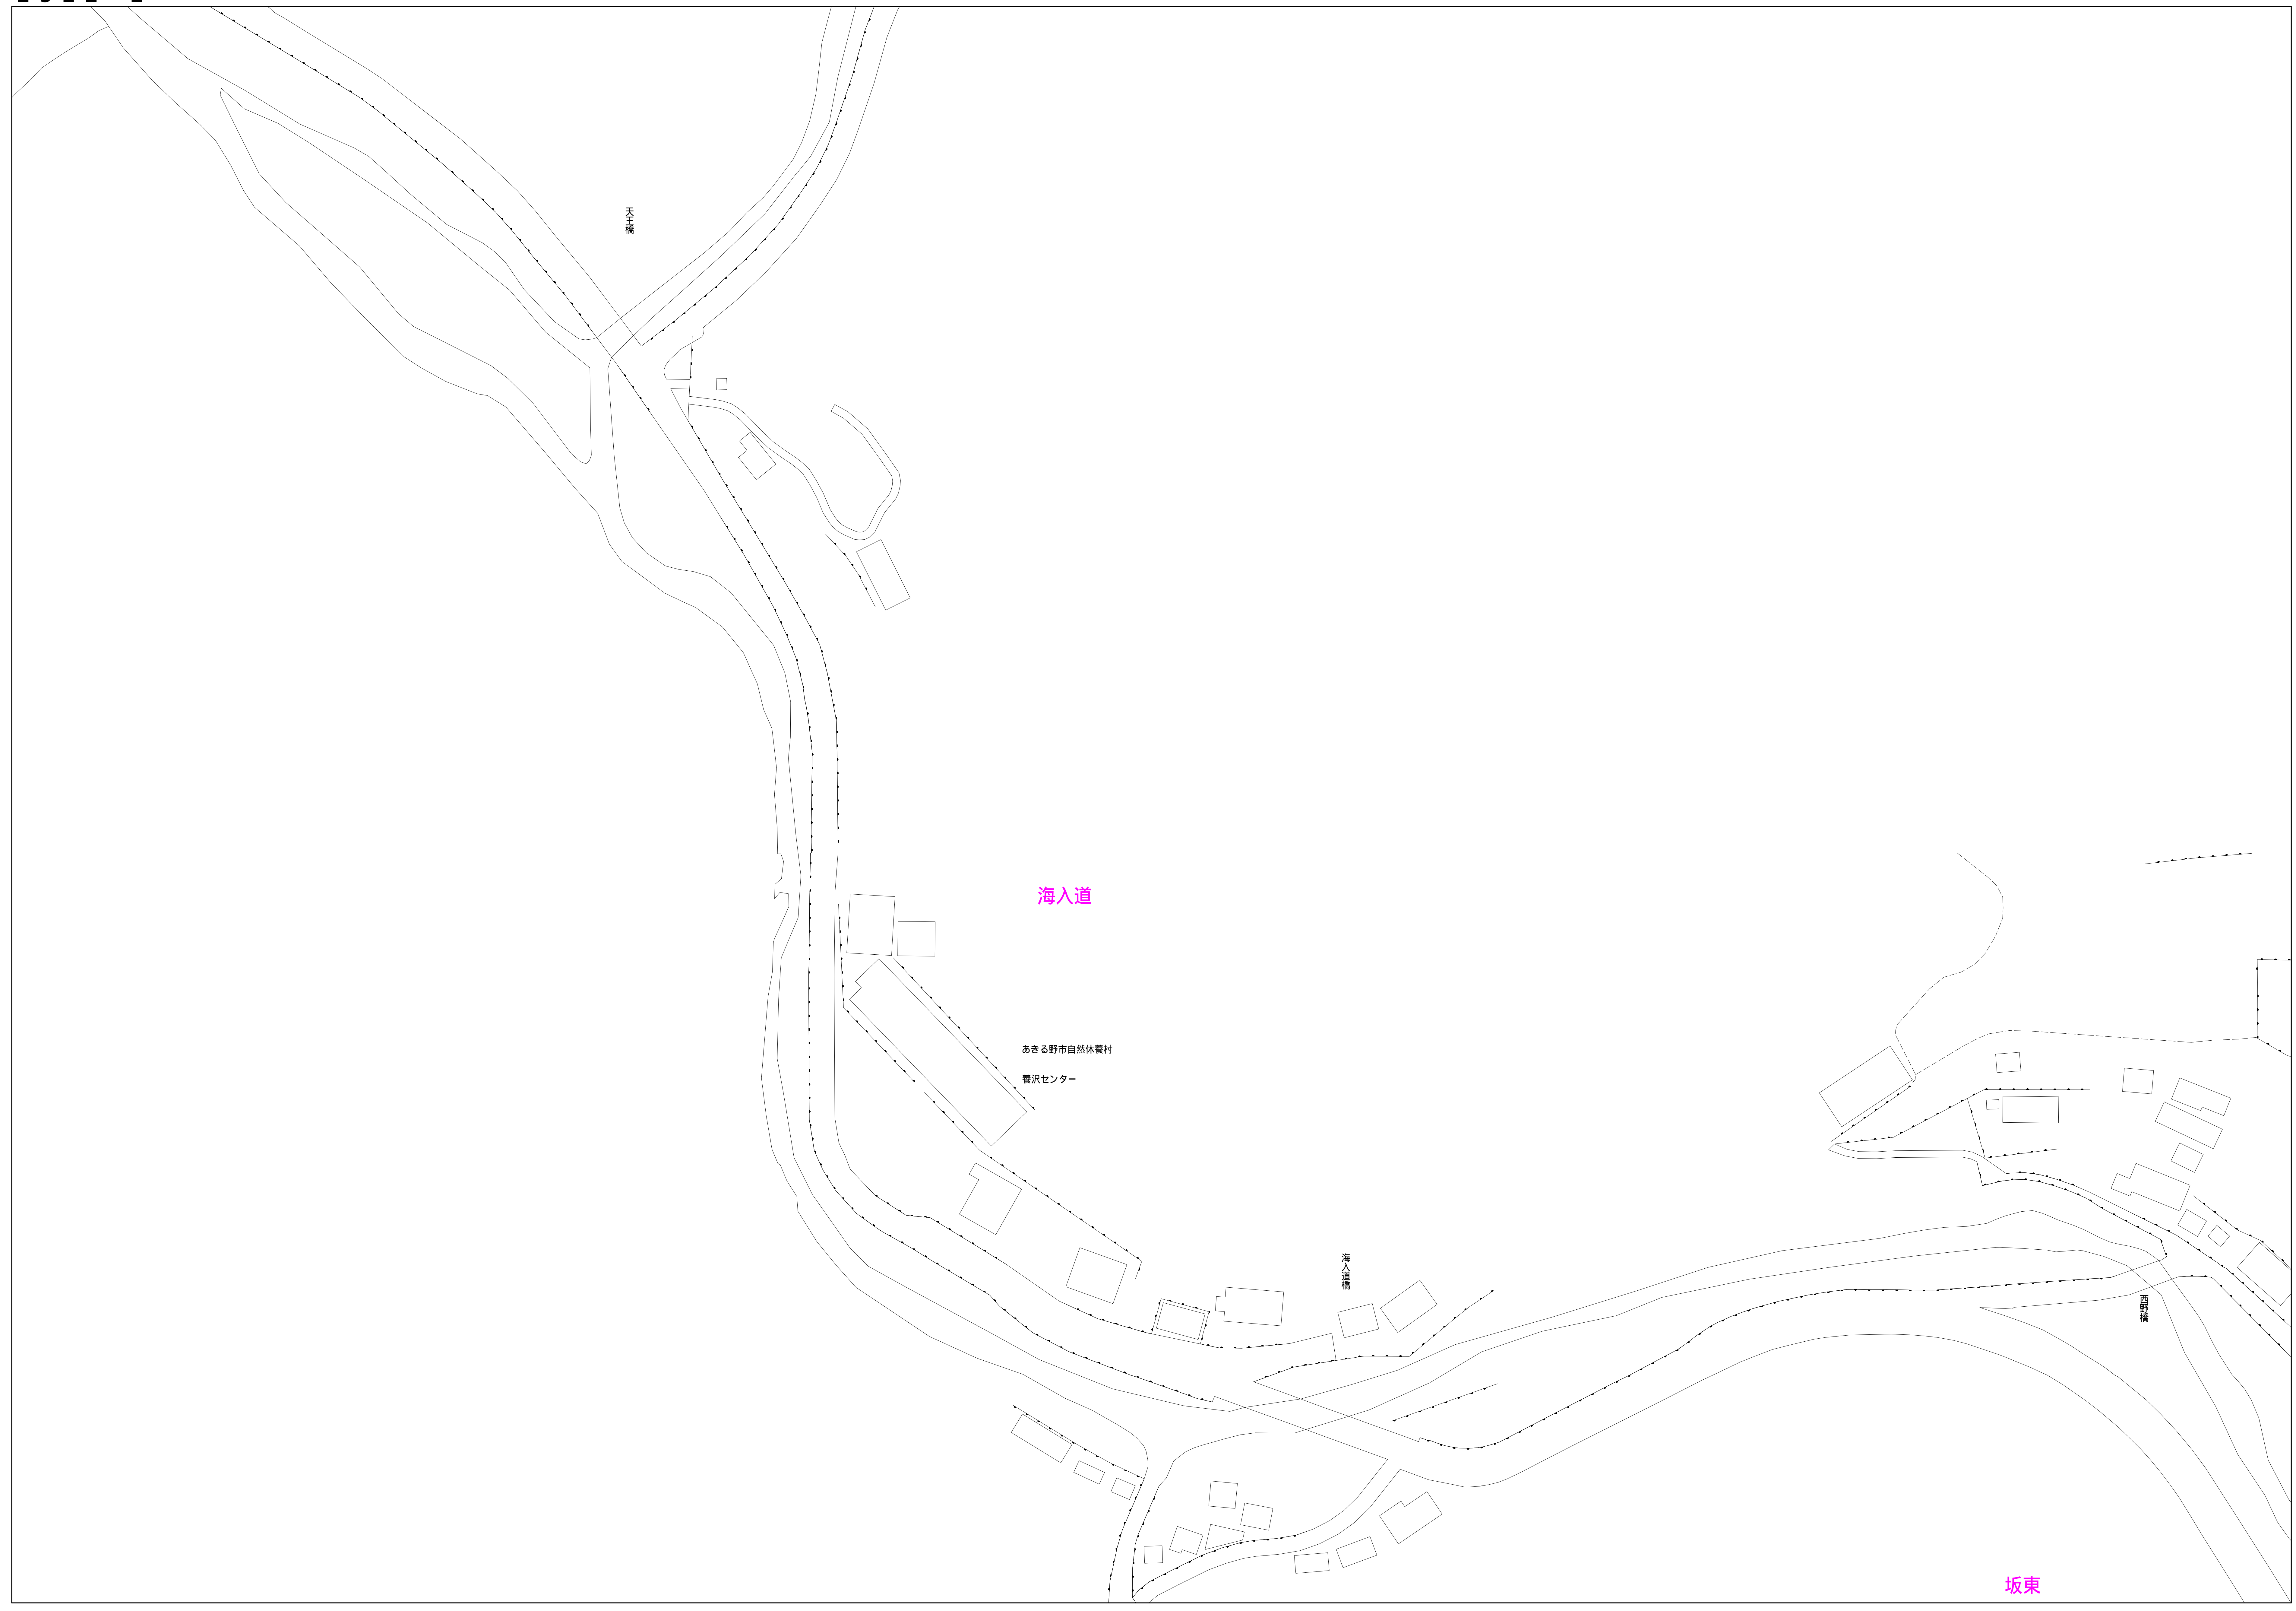 天王橋
海入道
あきる野市自然休養村
養沢センター
海入道橋
西野橋
坂東